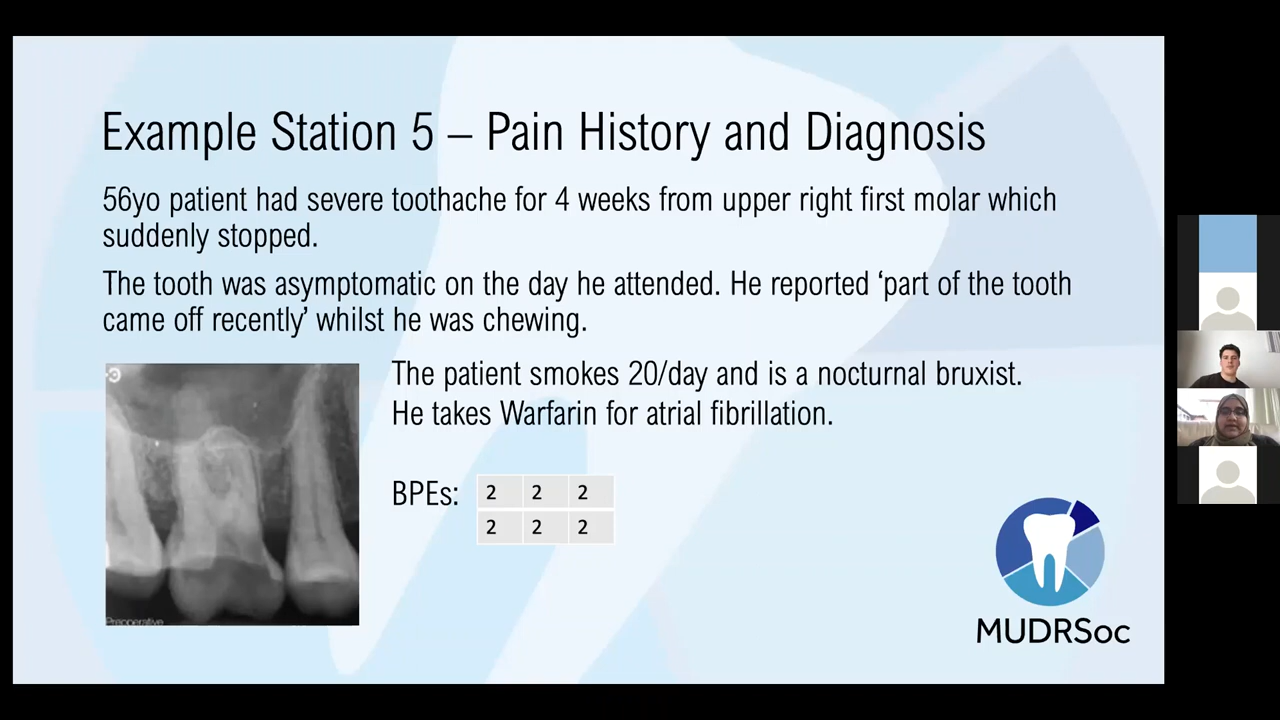 Example Station 5 – Pain History and Diagnosis
56yo patient had severe toothache for 4 weeks from upper right first molar which
suddenly stopped.
The tooth was asymptomatic on the day he attended. He reported ‘part of the tooth
came off recently’ whilst he was chewing.
The patient smokes 20/day and is a nocturnal bruxist.
He takes Warfarin for atrial fibrillation.
BPEs:
2 2 2
2 2 2
Preoperative
MUDRSoc